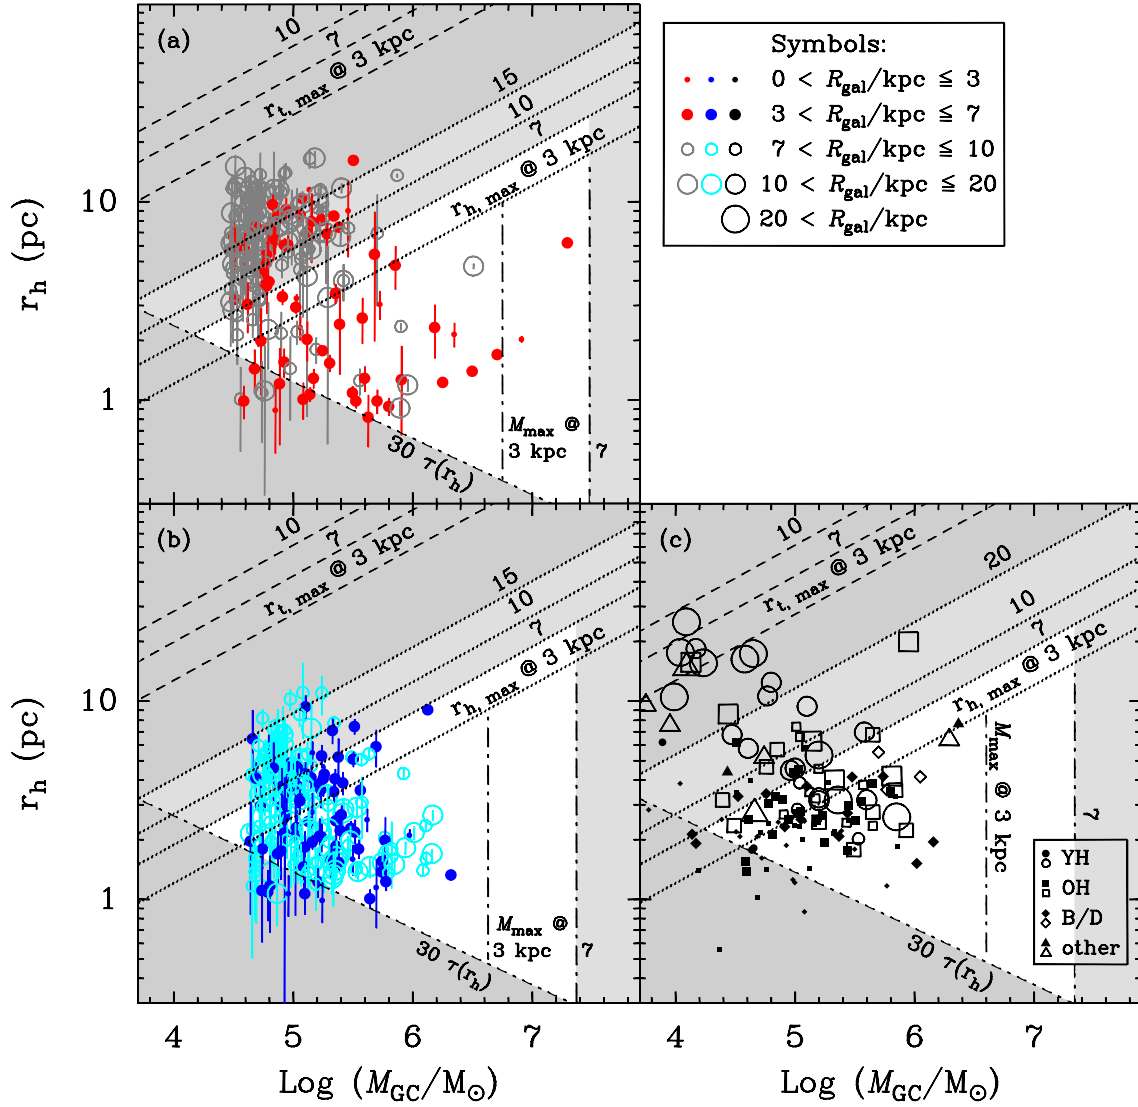 (a)
10
7
r_t, max @ 3 kpc
15
10
7
r_h, max @ 3 kpc
M_max @
3 kpc
7
30 τ(r_h)
r_h (pc)
10
1
Symbols:
0 < R_gal/kpc ≦ 3
3 < R_gal/kpc ≦ 7
7 < R_gal/kpc ≦ 10
10 < R_gal/kpc ≦ 20
20 < R_gal/kpc
(b)
10
7
r_t, max @ 3 kpc
15
10
7
r_h, max @ 3 kpc
M_max @
3 kpc
7
30 τ(r_h)
r_h (pc)
10
1
4 5 6 7
Log (M_GC/M_⊙)
(c)
10
7
r_t, max @ 3 kpc
20
10
7
r_h, max @ 3 kpc
M_max @ 3 kpc
7
30 τ(r_h)
YH
OH
B/D
other
4 5 6 7
Log (M_GC/M_⊙)